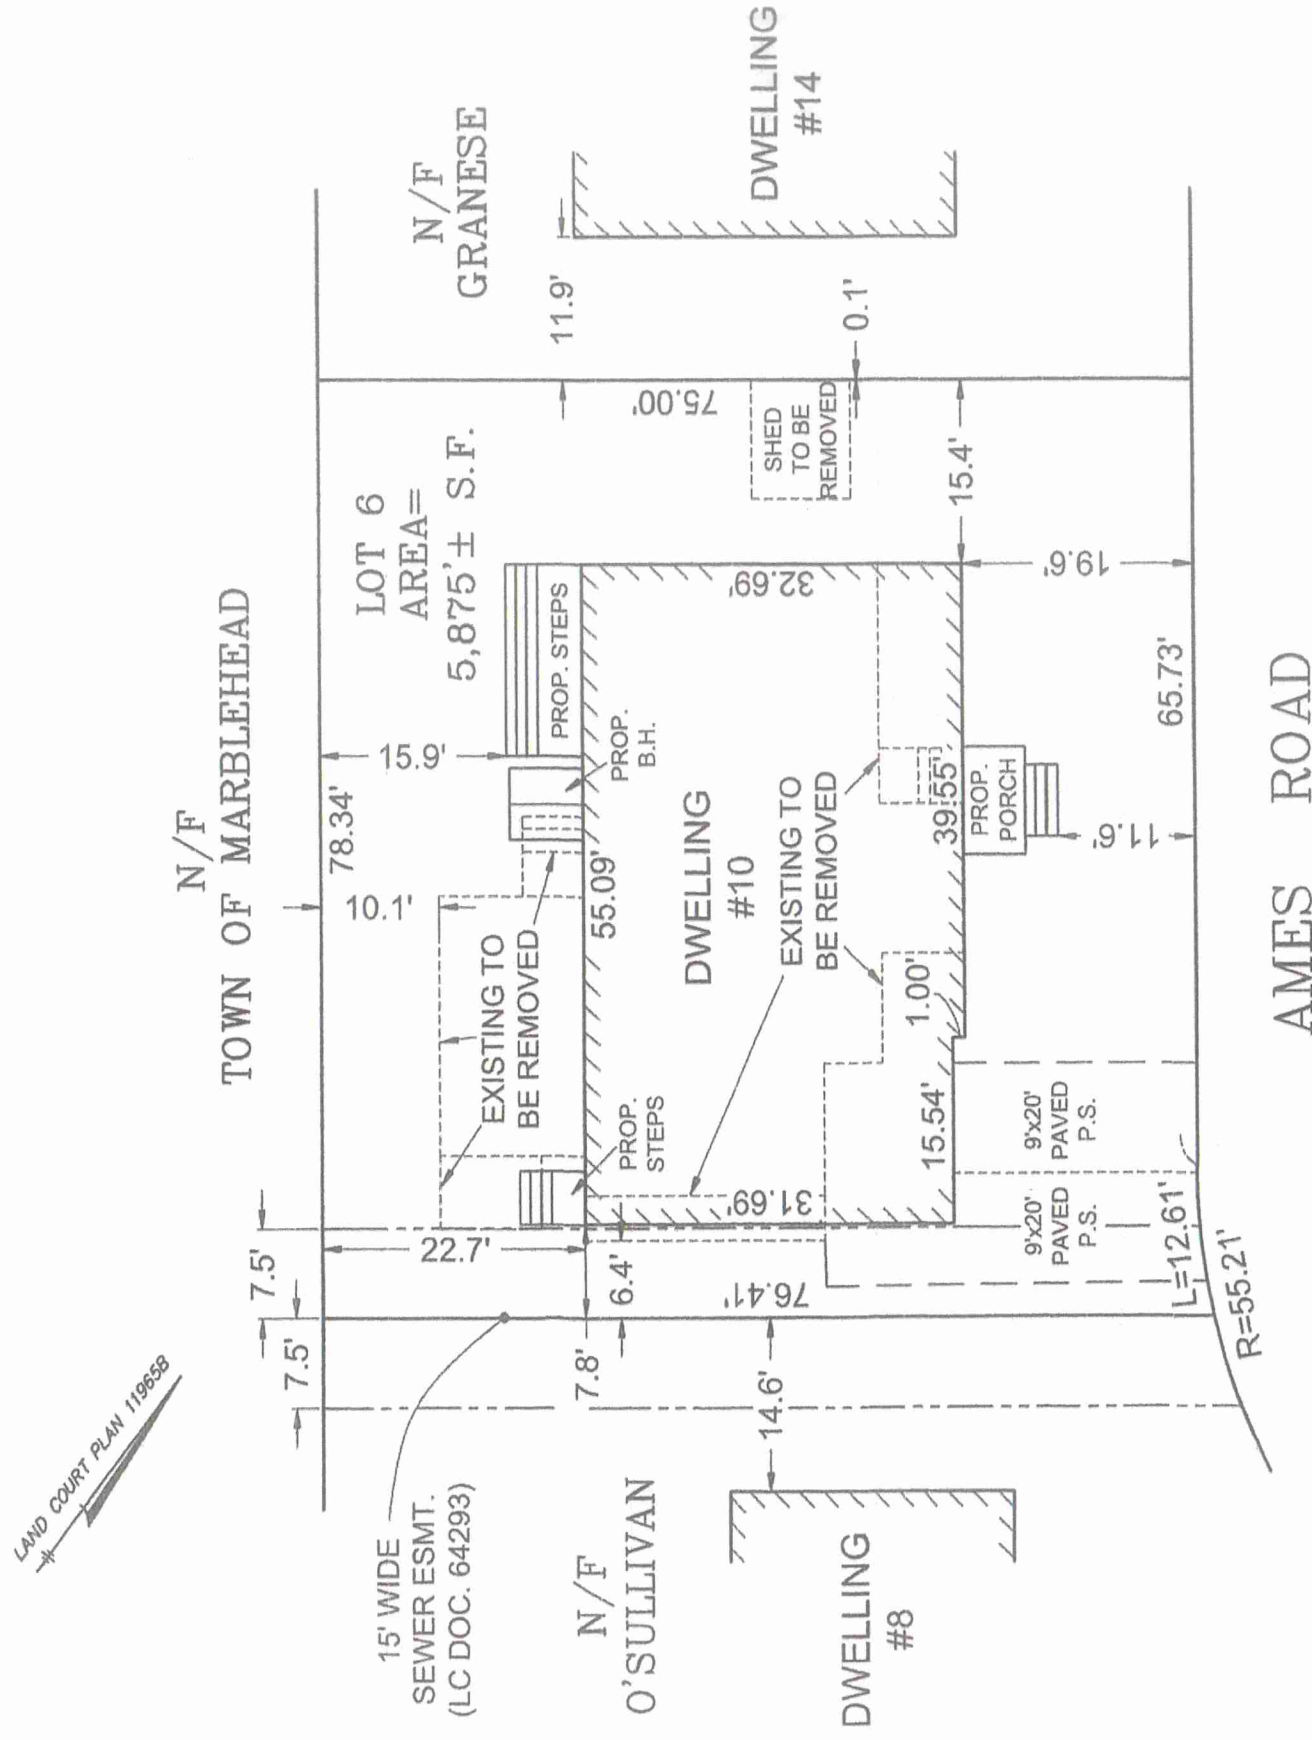 LAND COURT PLAN 11965B
N/F
TOWN OF MARBLEHEAD
N/F
GRANESE
LOT 6
AREA=
5,875'± S.F.
78.34'
7.5'
7.5'
22.7'
10.1'
15.9'
11.9'
15' WIDE
SEWER ESMT.
(LC DOC. 64293)
EXISTING TO
BE REMOVED
PROP. STEPS
PROP.
B.H.
PROP.
STEPS
55.09'
7.8'
6.4'
N/F
O'SULLIVAN
DWELLING
#10
32.69'
31.69'
75.00'
76.41'
SHED
TO BE
REMOVED
0.1'
DWELLING
#14
EXISTING TO
BE REMOVED
14.6'
DWELLING
#8
15.54'
1.00'
39.55'
15.4'
19.6'
PROP.
PORCH
11.6'
9'x20'
PAVED
P.S.
9'x20'
PAVED
P.S.
65.73'
L=12.61'
R=55.21'
AMES ROAD